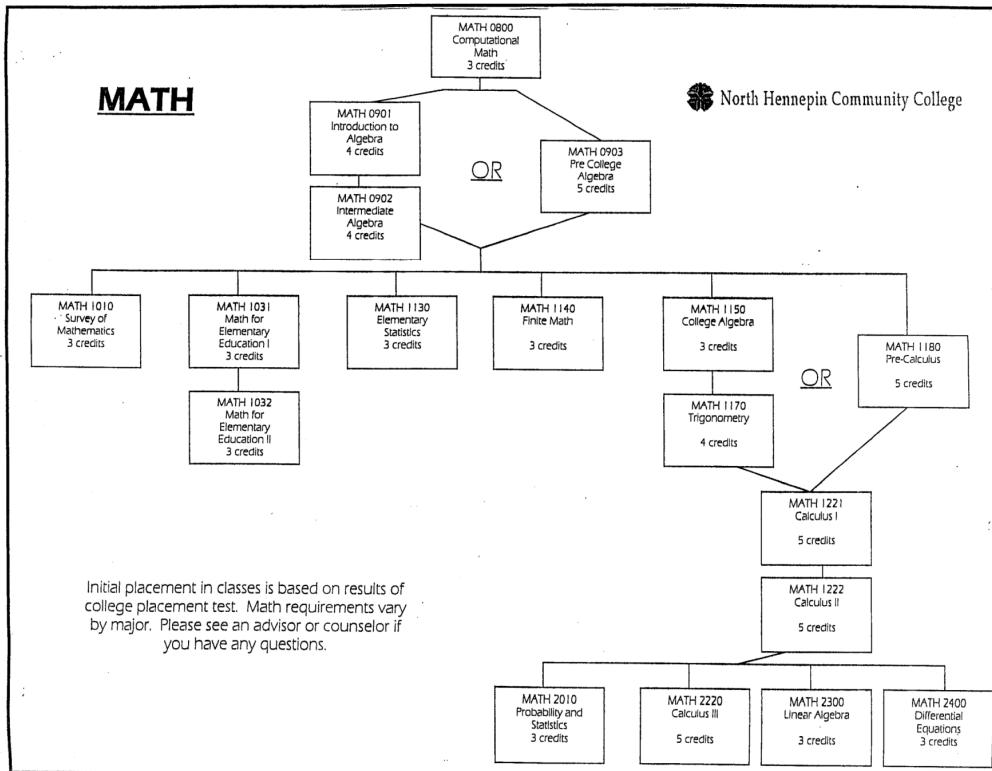 MATH 0800
Computational
Math
3 credits
MATH
North Hennepin Community College
MATH 0901
Introduction to
Algebra
4 credits
OR
MATH 0903
Pre College
Algebra
5 credits
MATH 0902
Intermediate
Algebra
4 credits
MATH 1010
Survey of
Mathematics
3 credits
MATH 1031
Math for
Elementary
Education I
3 credits
MATH 1130
Elementary
Statistics
3 credits
MATH 1140
Finite Math
3 credits
MATH 1150
College Algebra
3 credits
OR
MATH 1180
Pre-Calculus
5 credits
MATH 1032
Math for
Elementary
Education II
3 credits
MATH 1170
Trigonometry
4 credits
MATH 1221
Calculus I
5 credits
MATH 1222
Calculus II
5 credits
Initial placement in classes is based on results of
college placement test. Math requirements vary
by major. Please see an advisor or counselor if
you have any questions.
MATH 2010
Probability and
Statistics
3 credits
MATH 2220
Calculus III
5 credits
MATH 2300
Linear Algebra
3 credits
MATH 2400
Differential
Equations
3 credits